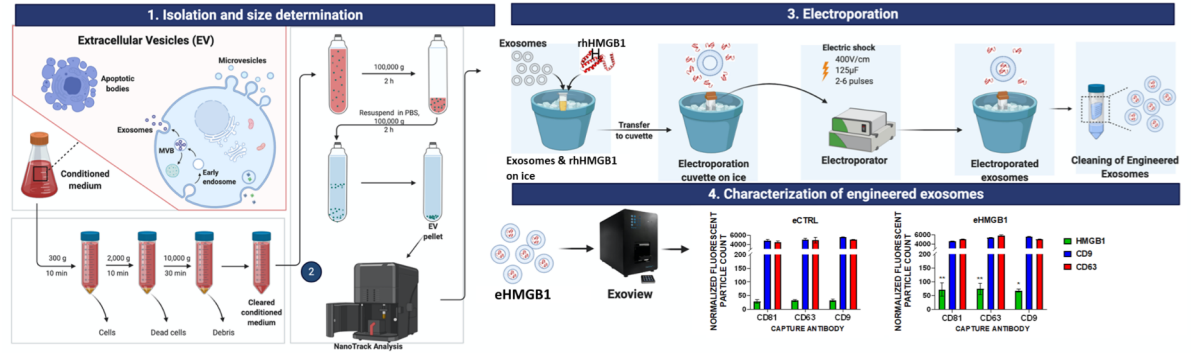 1. Isolation and size determination
Extracellular Vesicles (EV)
Microvesicles
Apoptotic
bodies
Exosomes
MVB
Early
endosome
Conditioned
medium
300 g
10 min
2,000 g
10 min
10,000 g
30 min
Cells
Dead cells
Debris
Cleared
conditioned
medium
2
100,000 g
2 h
Resuspend in PBS,
100,000 g
2 h
EV
pellet
NanoTrack Analysis
3. Electroporation
Exosomes
rhHMGB1
H
Exosomes & rhHMGB1
on ice
Transfer
to cuvette
Electroporation
cuvette on ice
Electric shock
400V/cm
125µF
2-6 pulses
Electroporator
Electroporated
exosomes
Cleaning of Engineered
Exosomes
4. Characterization of engineered exosomes
eHMGB1
Exoview
eCTRL
NORMALIZED FLUORESCENT
PARTICLE COUNT
6000
4000
2000
200
150
100
50
0
CD81
CD63
CD9
CAPTURE ANTIBODY
eHMGB1
NORMALIZED FLUORESCENT
PARTICLE COUNT
6000
4000
2000
200
150
100
50
0
**
**
*
CD81
CD63
CD9
CAPTURE ANTIBODY
HMGB1
CD9
CD63